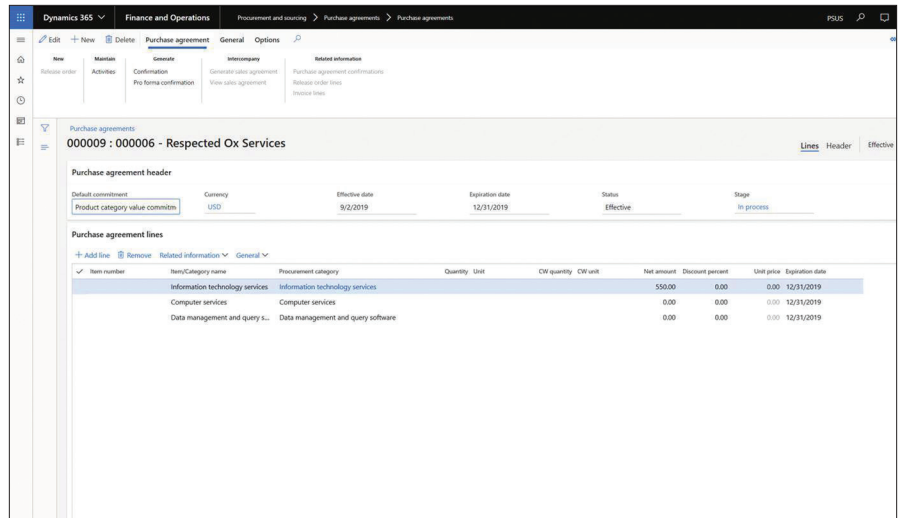 Dynamics 365 Finance and Operations Procurement and sourcing > Purchase agreements > Purchase agreements PSUS
Edit + New Delete Purchase agreement General Options
New Maintain Generate Intercompany Related information
Release order Activities Confirmation Generate sales agreement Purchase agreement confirmations
Pro forma confirmation View sales agreement Release order lines
Invoice lines
Purchase agreements
000009 : 000006 - Respected Ox Services Lines Header Effective
Purchase agreement header
Default commitment Currency Effective date Expiration date Status Stage
Product category value commitm USD 9/2/2019 12/31/2019 Effective In process
Purchase agreement lines
+ Add line Remove Related information General
Item number Item/Category name Procurement category Quantity Unit CW quantity CW unit Net amount Discount percent Unit price Expiration date
Information technology services Information technology services 550.00 0.00 0.00 12/31/2019
Computer services Computer services 0.00 0.00 0.00 12/31/2019
Data management and query s... Data management and query software 0.00 0.00 0.00 12/31/2019